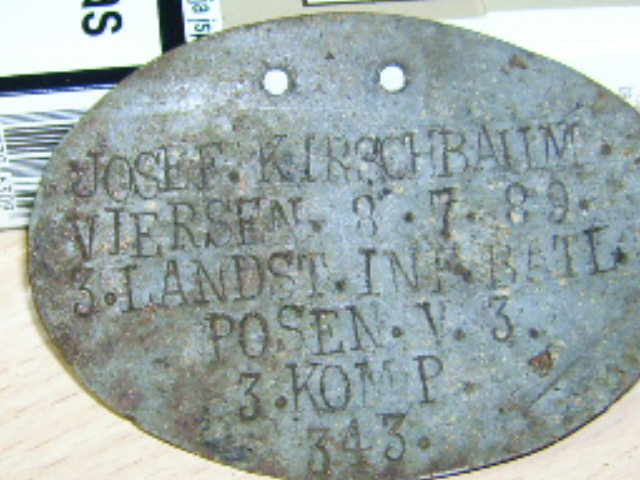 JOSEF. KIRSCHBAUM
VIERSEN. 8.7.89.
3.LANDST.INF.BATL.
POSEN.V.3.
3.KOMP
343.